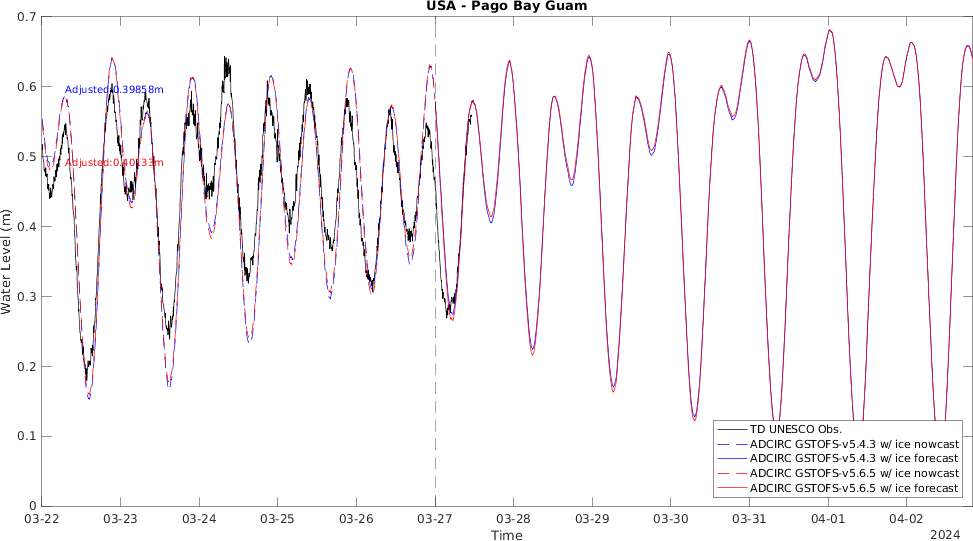 USA - Pago Bay Guam
0.7
0.6
0.5
0.4
0.3
0.2
0.1
0
Water Level (m)
Adjusted:0.39858m
Adjusted:0.40133m
TD UNESCO Obs.
ADCIRC GSTOFS-v5.4.3 w/ ice nowcast
ADCIRC GSTOFS-v5.4.3 w/ ice forecast
ADCIRC GSTOFS-v5.6.5 w/ ice nowcast
ADCIRC GSTOFS-v5.6.5 w/ ice forecast
03-22 03-23 03-24 03-25 03-26 03-27 03-28 03-29 03-30 03-31 04-01 04-02
Time
2024